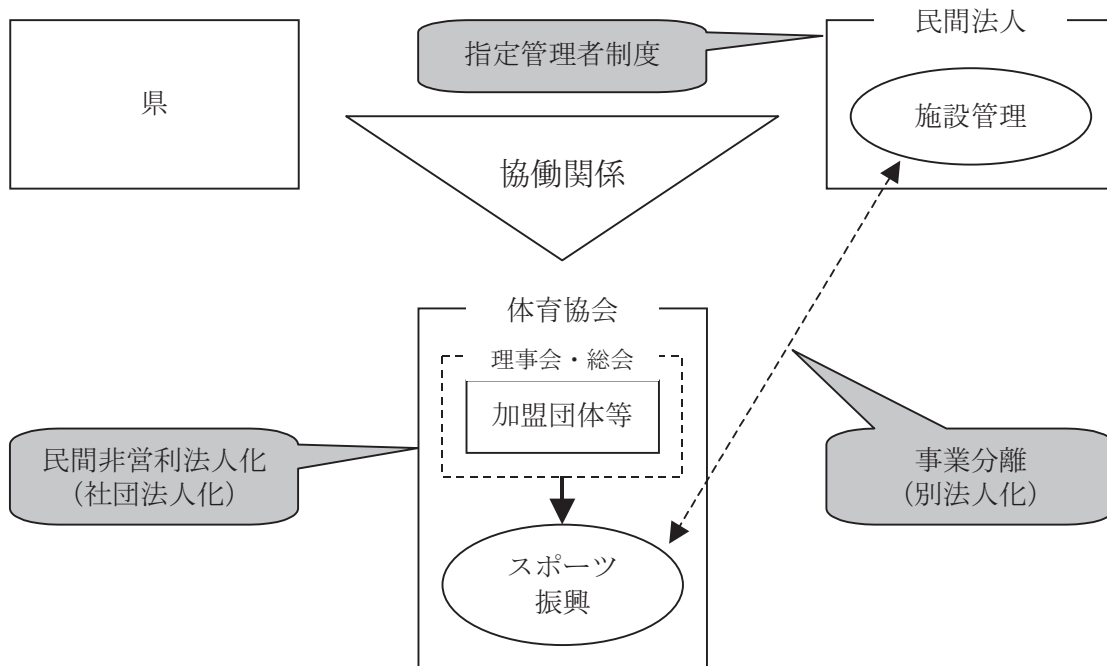 民間法人
指定管理者制度
県
施設管理
協働関係
体育協会
理事会・総会
加盟団体等
民間非営利法人化
（社団法人化）
事業分離
（別法人化）
スポーツ
振興